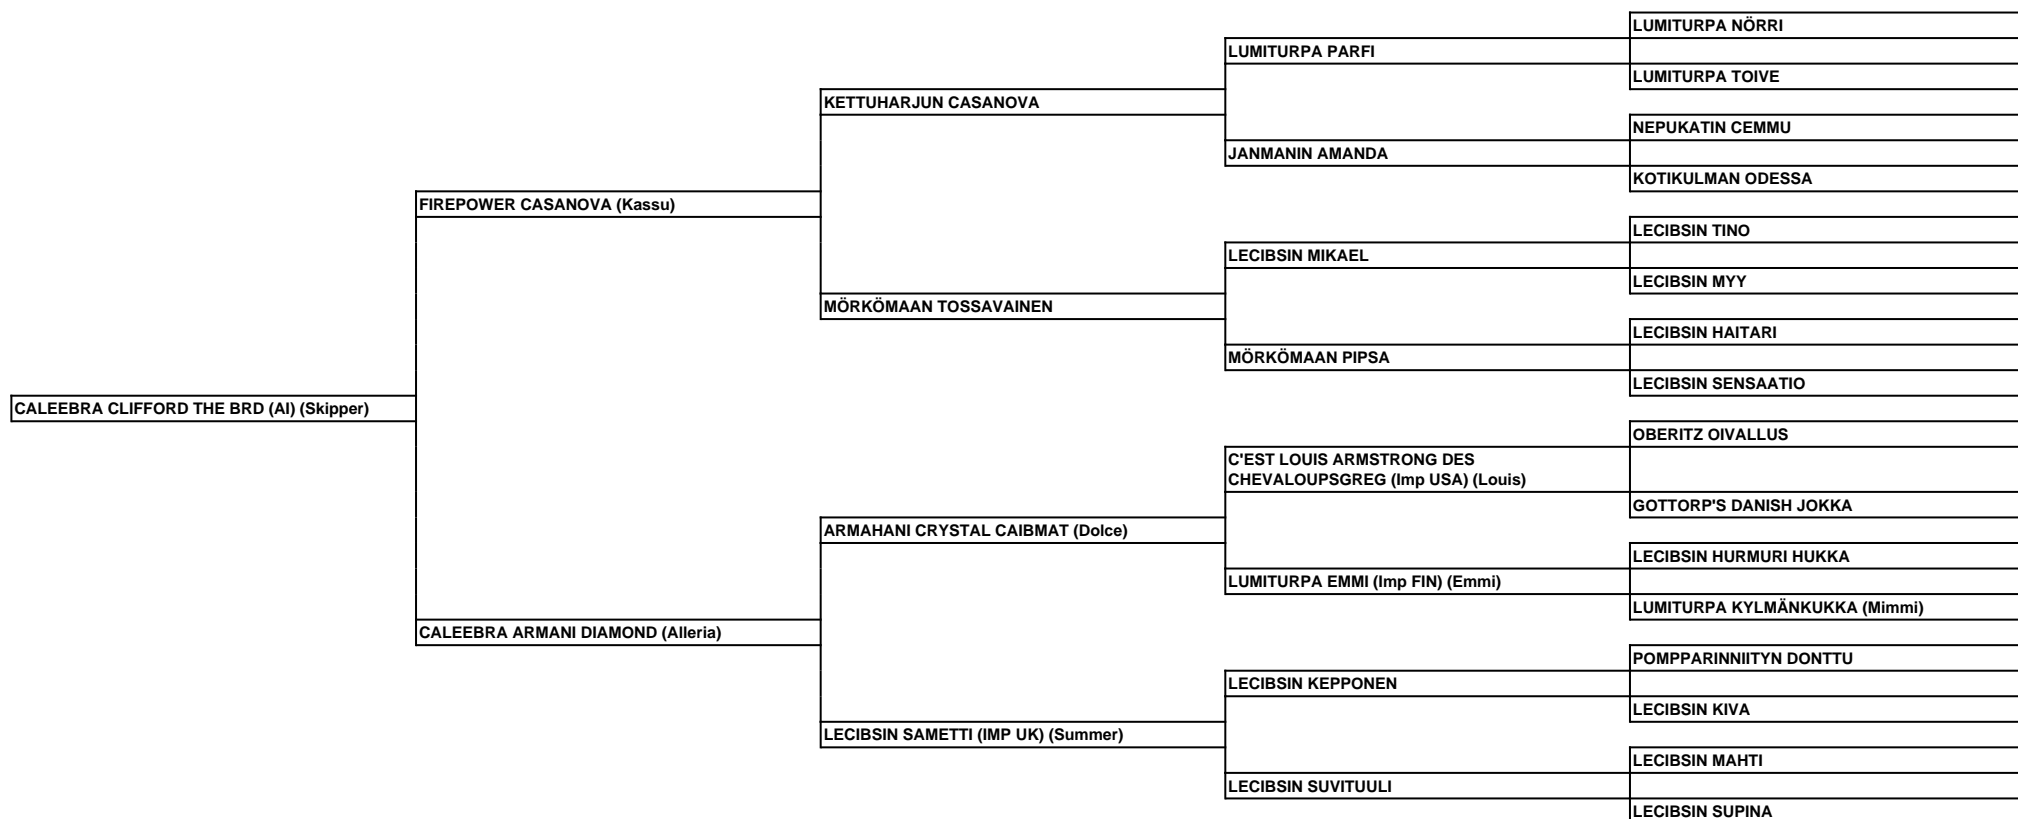 LUMITURPA NÖRRI
LUMITURPA PARFI
LUMITURPA TOIVE
KETTUHARJUN CASANOVA
NEPUKATIN CEMMU
JANMANIN AMANDA
KOTIKULMAN ODESSA
FIREPOWER CASANOVA (Kassu)
LECIBSIN TINO
LECIBSIN MIKAEL
LECIBSIN MYY
MÖRKÖMAAN TOSSAVAINEN
LECIBSIN HAITARI
MÖRKÖMAAN PIPSA
LECIBSIN SENSAATIO
CALEEBRA CLIFFORD THE BRD (AI) (Skipper)
OBERITZ OIVALLUS
C'EST LOUIS ARMSTRONG DES
CHEVALOUPSGREG (Imp USA) (Louis)
GOTTORP'S DANISH JOKKA
ARMAHANI CRYSTAL CAIBMAT (Dolce)
LECIBSIN HURMURI HUKKA
LUMITURPA EMMI (Imp FIN) (Emmi)
LUMITURPA KYLMÄNKUKKA (Mimmi)
CALEEBRA ARMANI DIAMOND (Alleria)
POMPPARINNIITYN DONTTU
LECIBSIN KEPPONEN
LECIBSIN KIVA
LECIBSIN SAMETTI (IMP UK) (Summer)
LECIBSIN MAHTI
LECIBSIN SUVITUULI
LECIBSIN SUPINA